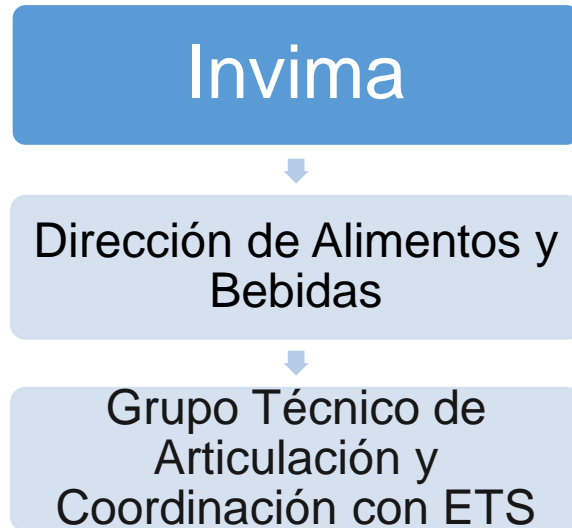 Invima
Dirección de Alimentos y
Bebidas
Grupo Técnico de
Articulación y
Coordinación con ETS